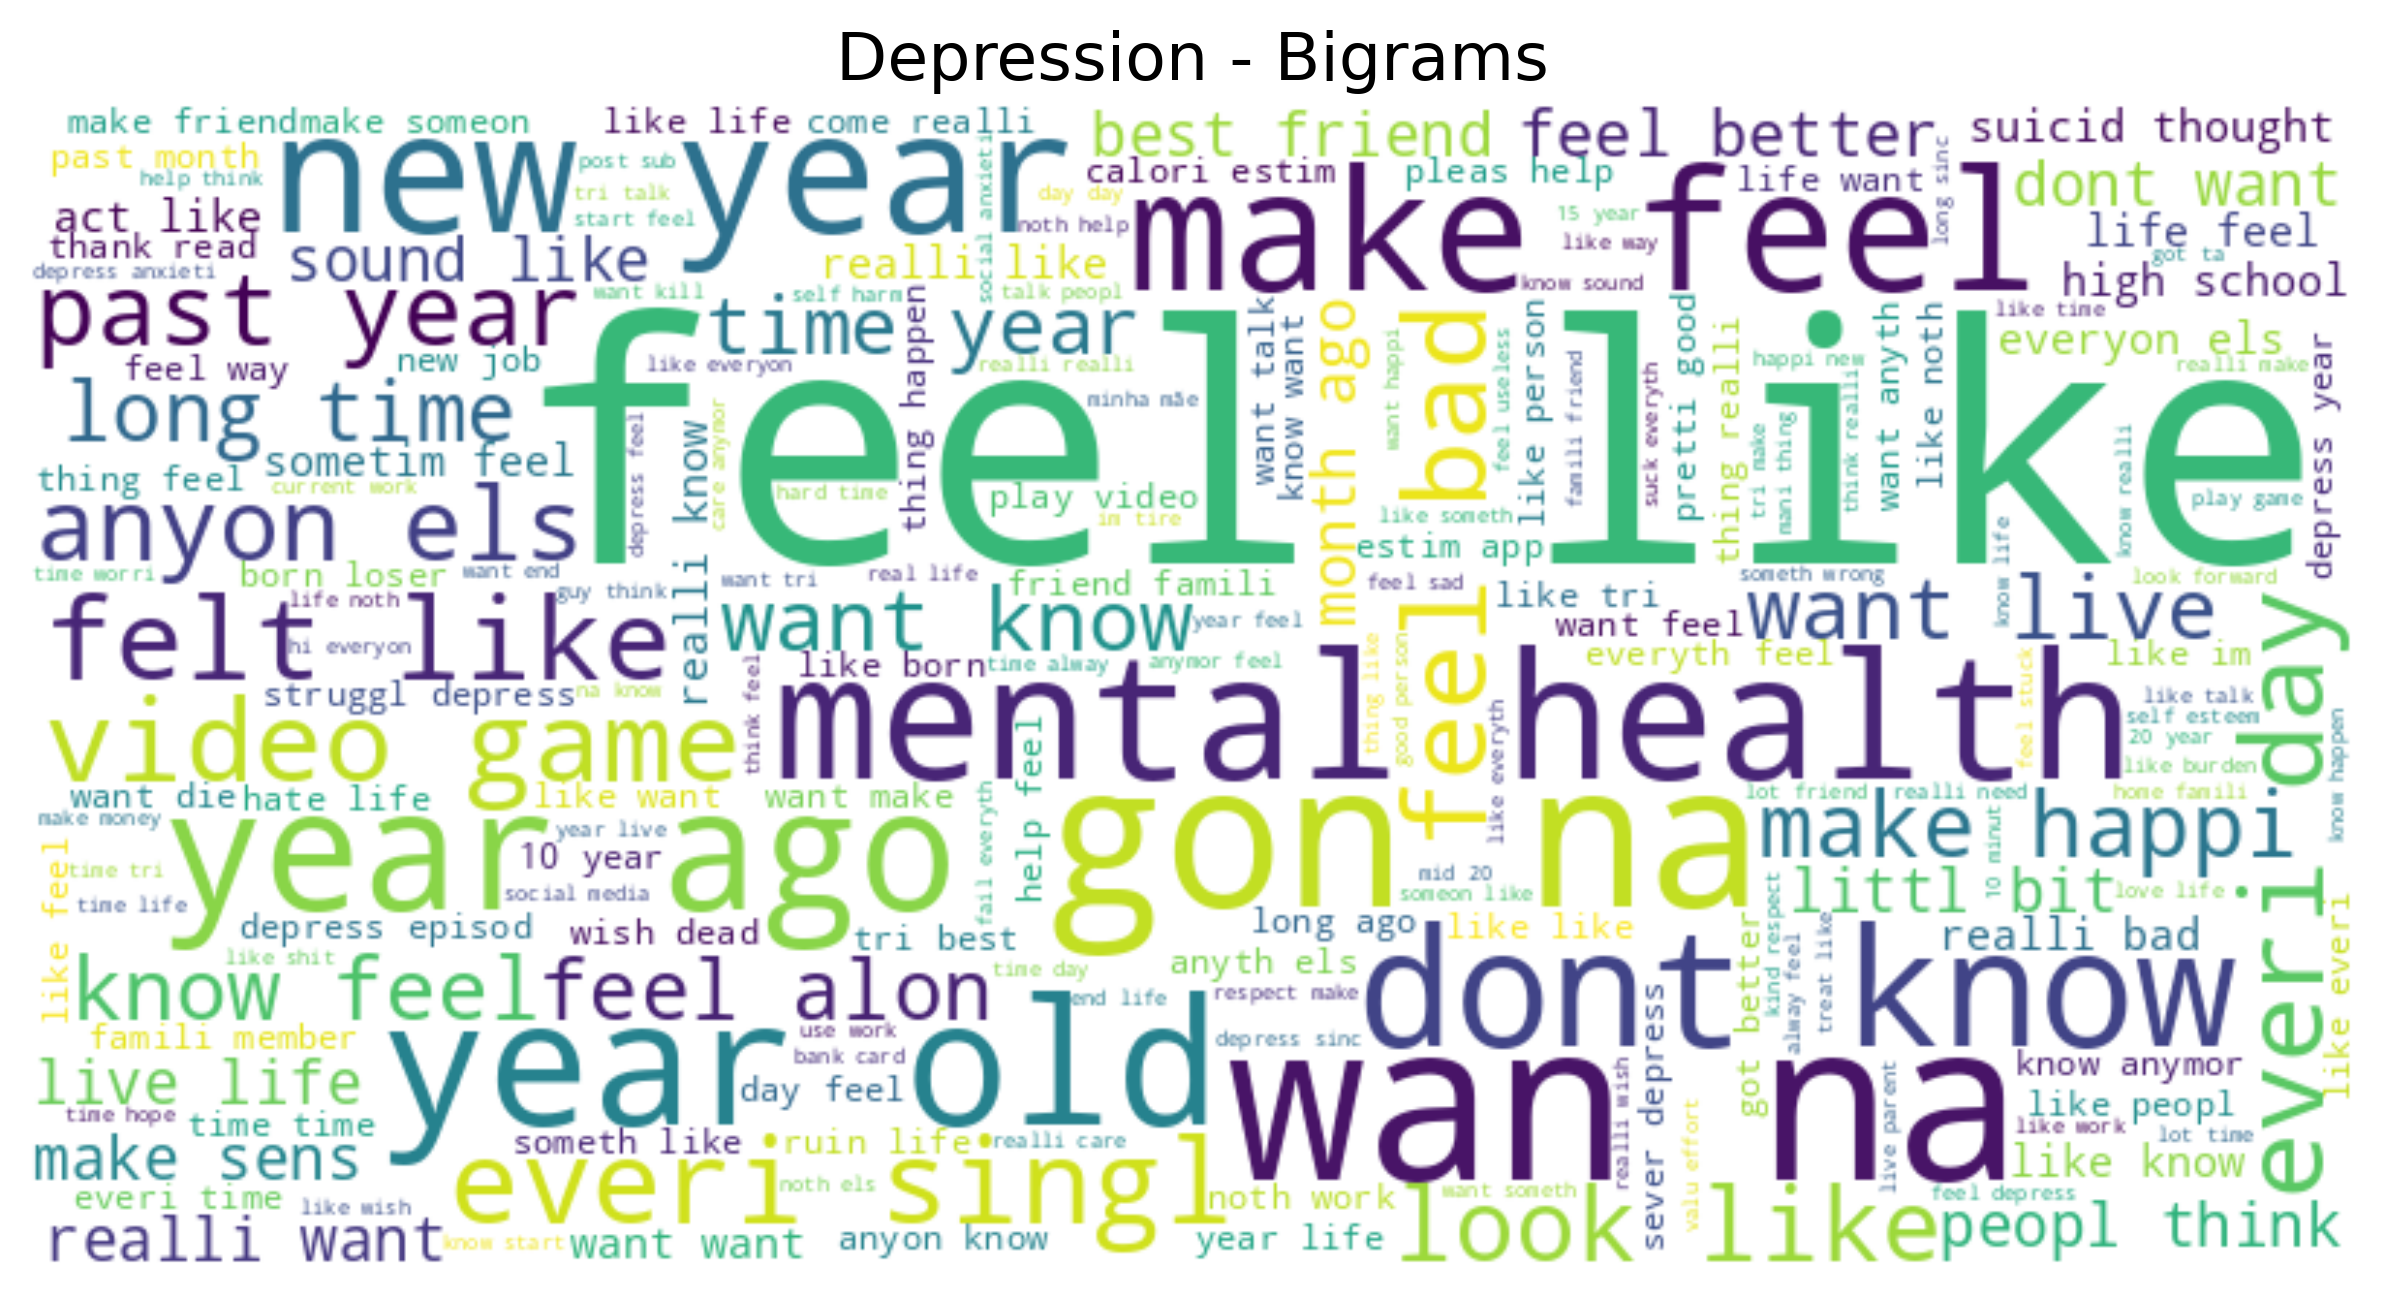 Depression - Bigrams
make friend
make someon
like life
come realli
best friend
feel better
suicid thought
past month
new year
post sub
help think
tri talk
start feel
social anxieti
day day
noth help
calori estim
pleas help
life want
long sinc
dont want
act like
thank read
depress anxieti
sound like
realli like
make feel
15 year
like way
know sound
life feel
got ta
high school
past year
want kill
self harm
talk peopl
time year
like time
everyon els
feel way
new job
like everyon
realli realli
minha mãe
thing happen
want talk
know want
month ago
want happi
feel bad
feel useless
like person
famili friend
suck everyth
pretti good
thing realli
happi new
tri make
mani thing
think realli
want anyth
like noth
realli make
depress year
feel like
long time
sometim feel
thing feel
current work
depress feel
realli know
care anymor
hard time
play video
im tire
like someth
estim app
know realli
play game
know life
anyon els
time worri
born loser
want end
guy think
want tri
real life
friend famili
feel sad
like tri
someth wrong
look forward
felt like
life noth
hi everyon
want know
year feel
want feel
want live
every day
like born
time alway
anymor feel
thing like
good person
everyth feel
feel stuck
like im
struggl depress
na know
think feel
mental health
like everyth
like talk
self esteem
20 year
like burden
know happen
video game
want die
hate life
like want
want make
fail everyth
help feel
gon na
lot friend
realli need
home famili
make happi
make money
year ago
year live
10 year
social media
like feel
time tri
time life
mid 20
someon like
littl bit
10 minut
love life
everi day
depress episod
wish dead
tri best
long ago
like like
got better
kind respect
alway feel
treat like
realli bad
like everi
like shit
know feel
feel alon
time day
anyth els
end life
respect make
dont know
famili member
use work
bank card
depress sinc
year old
live life
day feel
wan na
realli wish
sever depress
valu effort
live parent
know anymor
like peopl
like work
lot time
time hope
time time
make sens
someth like
ruin life
realli care
like know
everi time
like wish
everi singl
noth els
noth work
want someth
feel depress
realli want
know start
want want
anyon know
year life
look like
peopl think